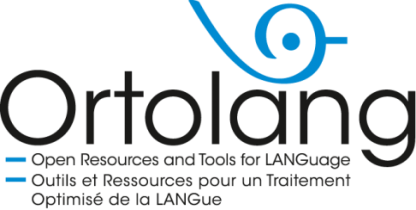 Ortolang
Open Resources and Tools for LANGuage
Outils et Ressources pour un Traitement
Optimisé de la LANGue